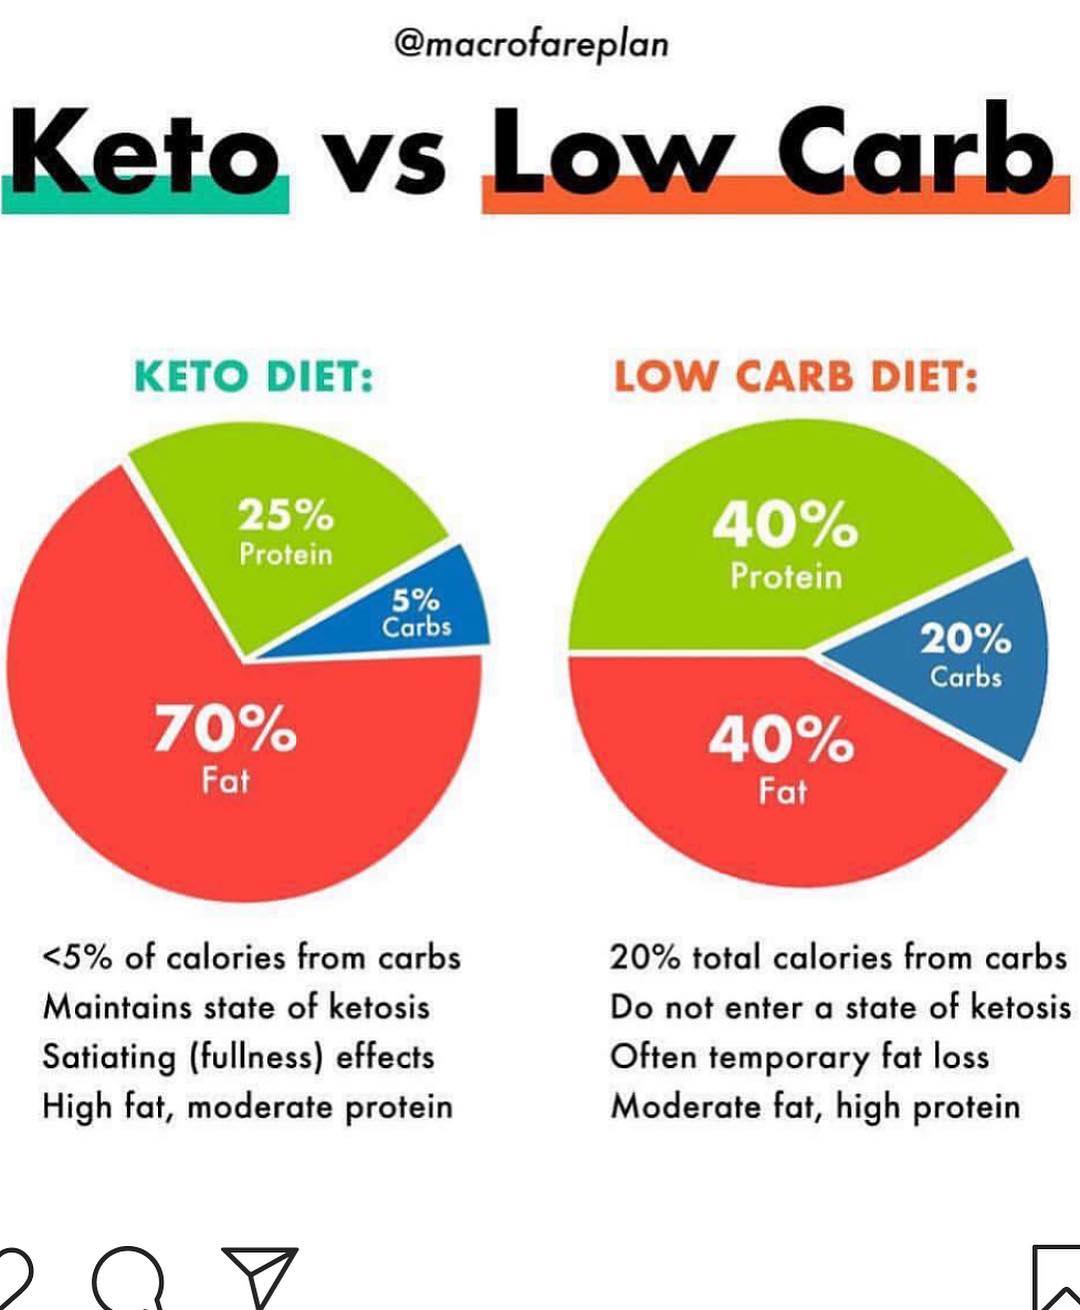 @macrofareplan
Keto vs Low Carb
KETO DIET:
25%
Protein
5%
Carbs
70%
Fat
<5% of calories from carbs
Maintains state of ketosis
Satiating (fullness) effects
High fat, moderate protein
LOW CARB DIET:
40%
Protein
20%
Carbs
40%
Fat
20% total calories from carbs
Do not enter a state of ketosis
Often temporary fat loss
Moderate fat, high protein